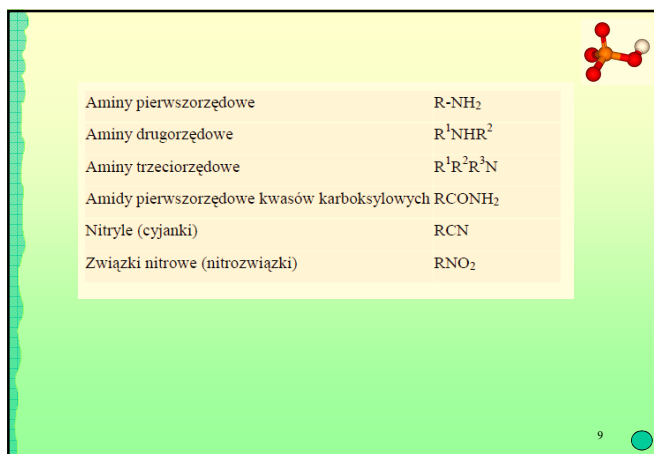 Aminy pierwszorzędowe R-NH₂
Aminy drugorzędowe R¹NHR²
Aminy trzeciorzędowe R¹R²R³N
Amidy pierwszorzędowe kwasów karboksylowych RCONH₂
Nitryle (cyjanki) RCN
Związki nitrowe (nitrozwiązki) RNO₂
9